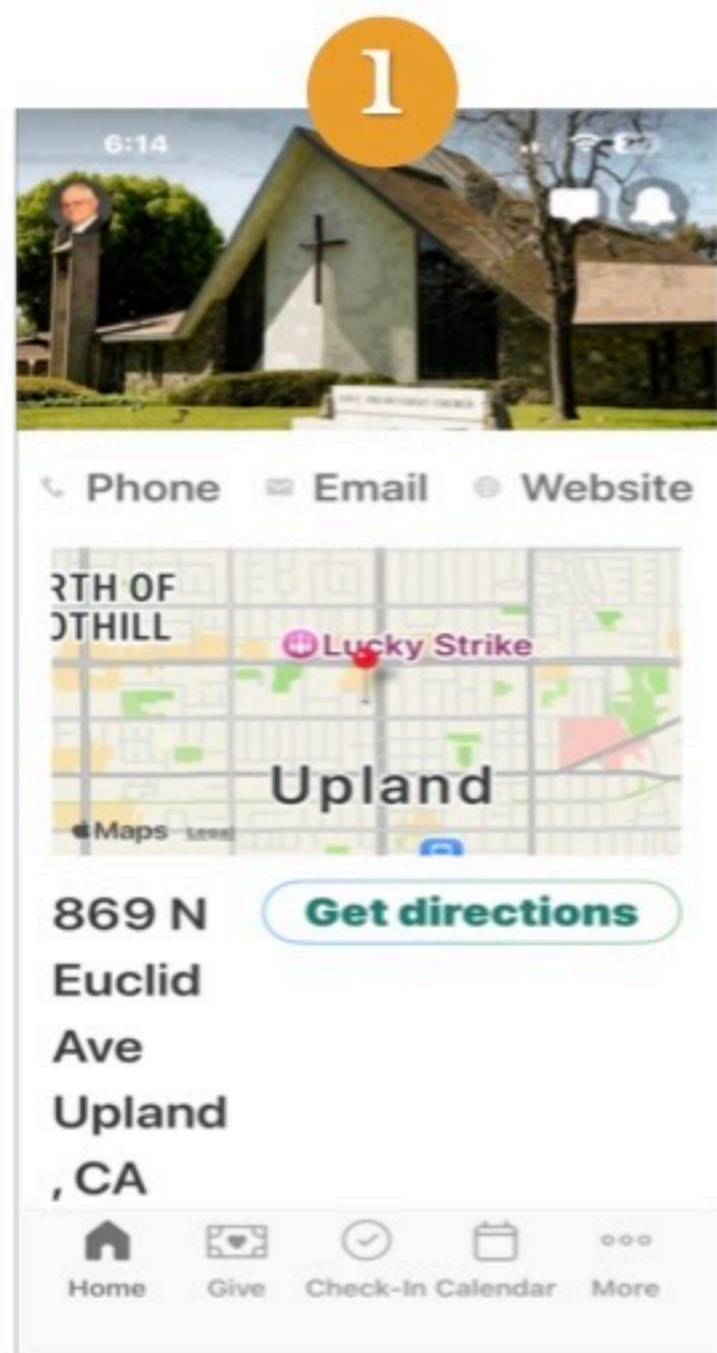 1
6:14
Phone Email Website
RTH OF
OTHILL
Lucky Strike
Upland
Maps Legal
869 N Get directions
Euclid
Ave
Upland
, CA
Home Give Check-In Calendar More